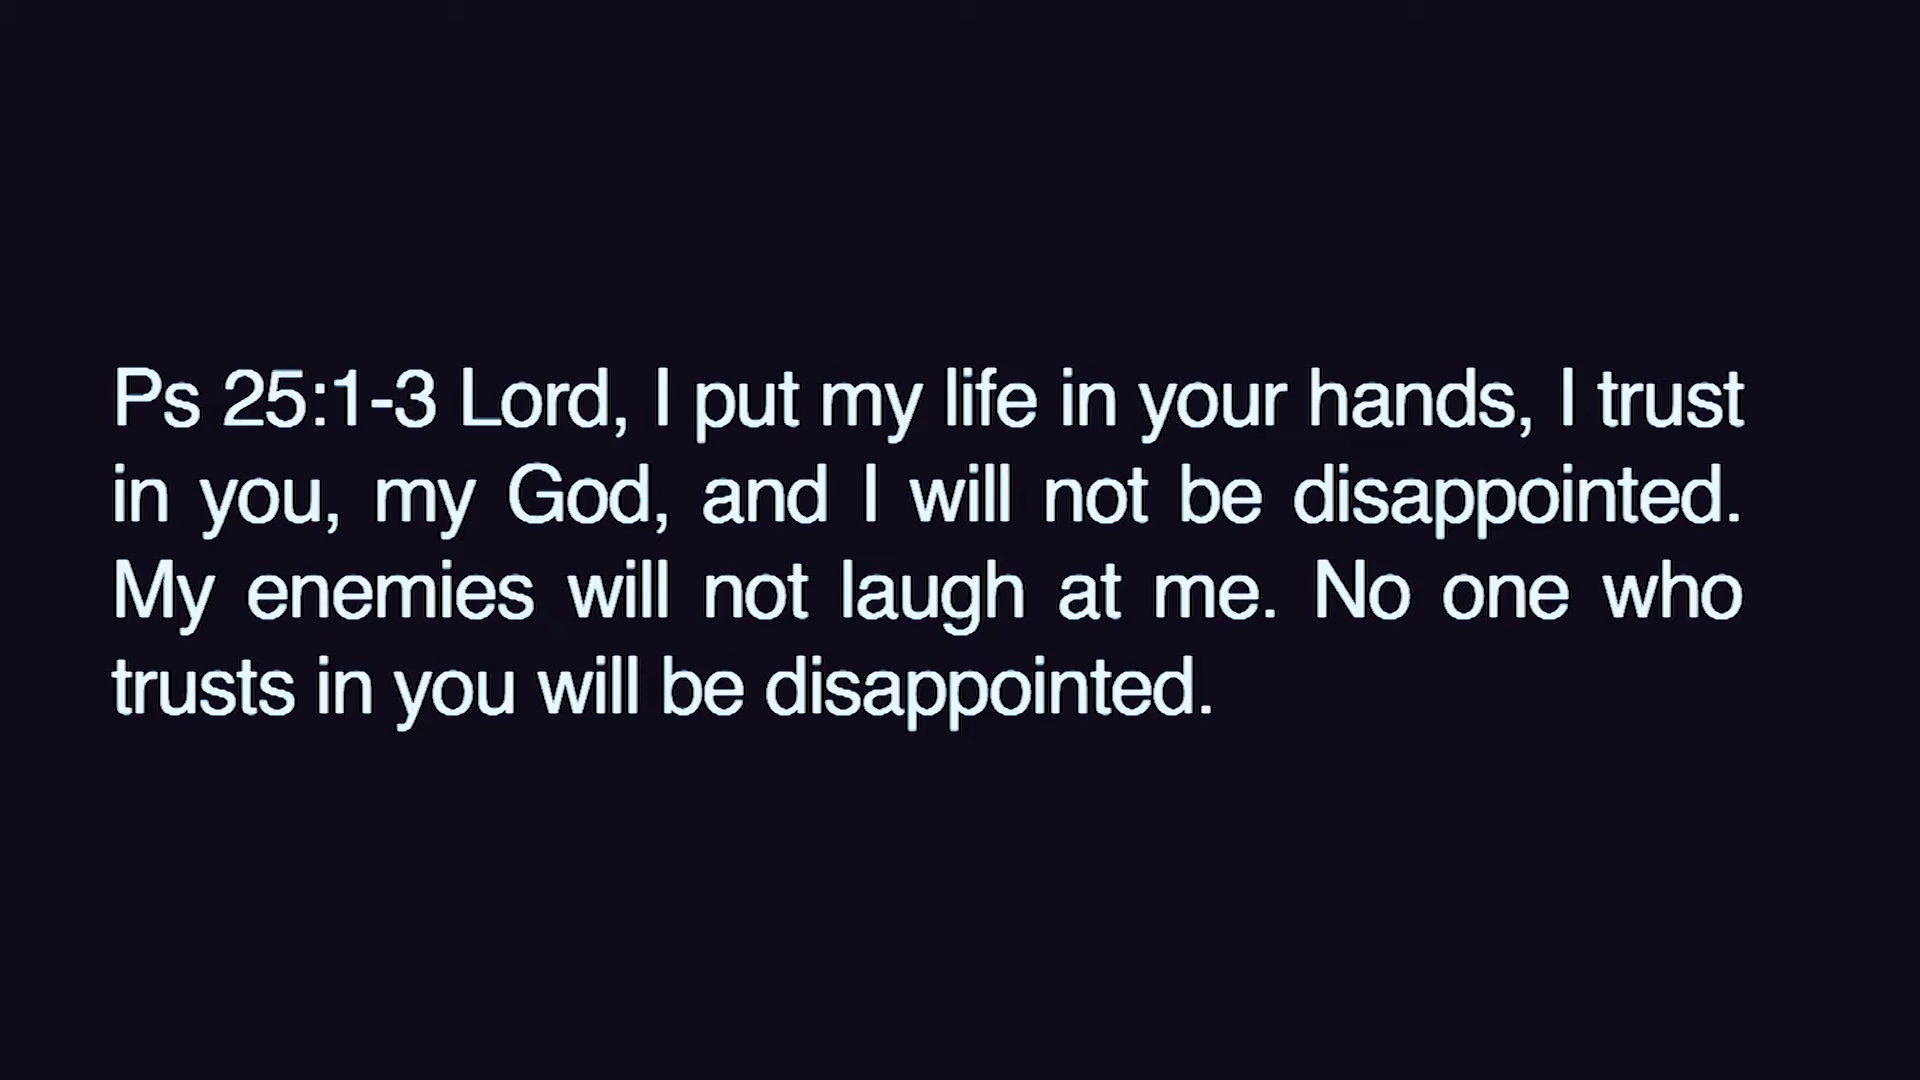 Ps 25:1-3 Lord, I put my life in your hands, I trust
in you, my God, and I will not be disappointed.
My enemies will not laugh at me. No one who
trusts in you will be disappointed.